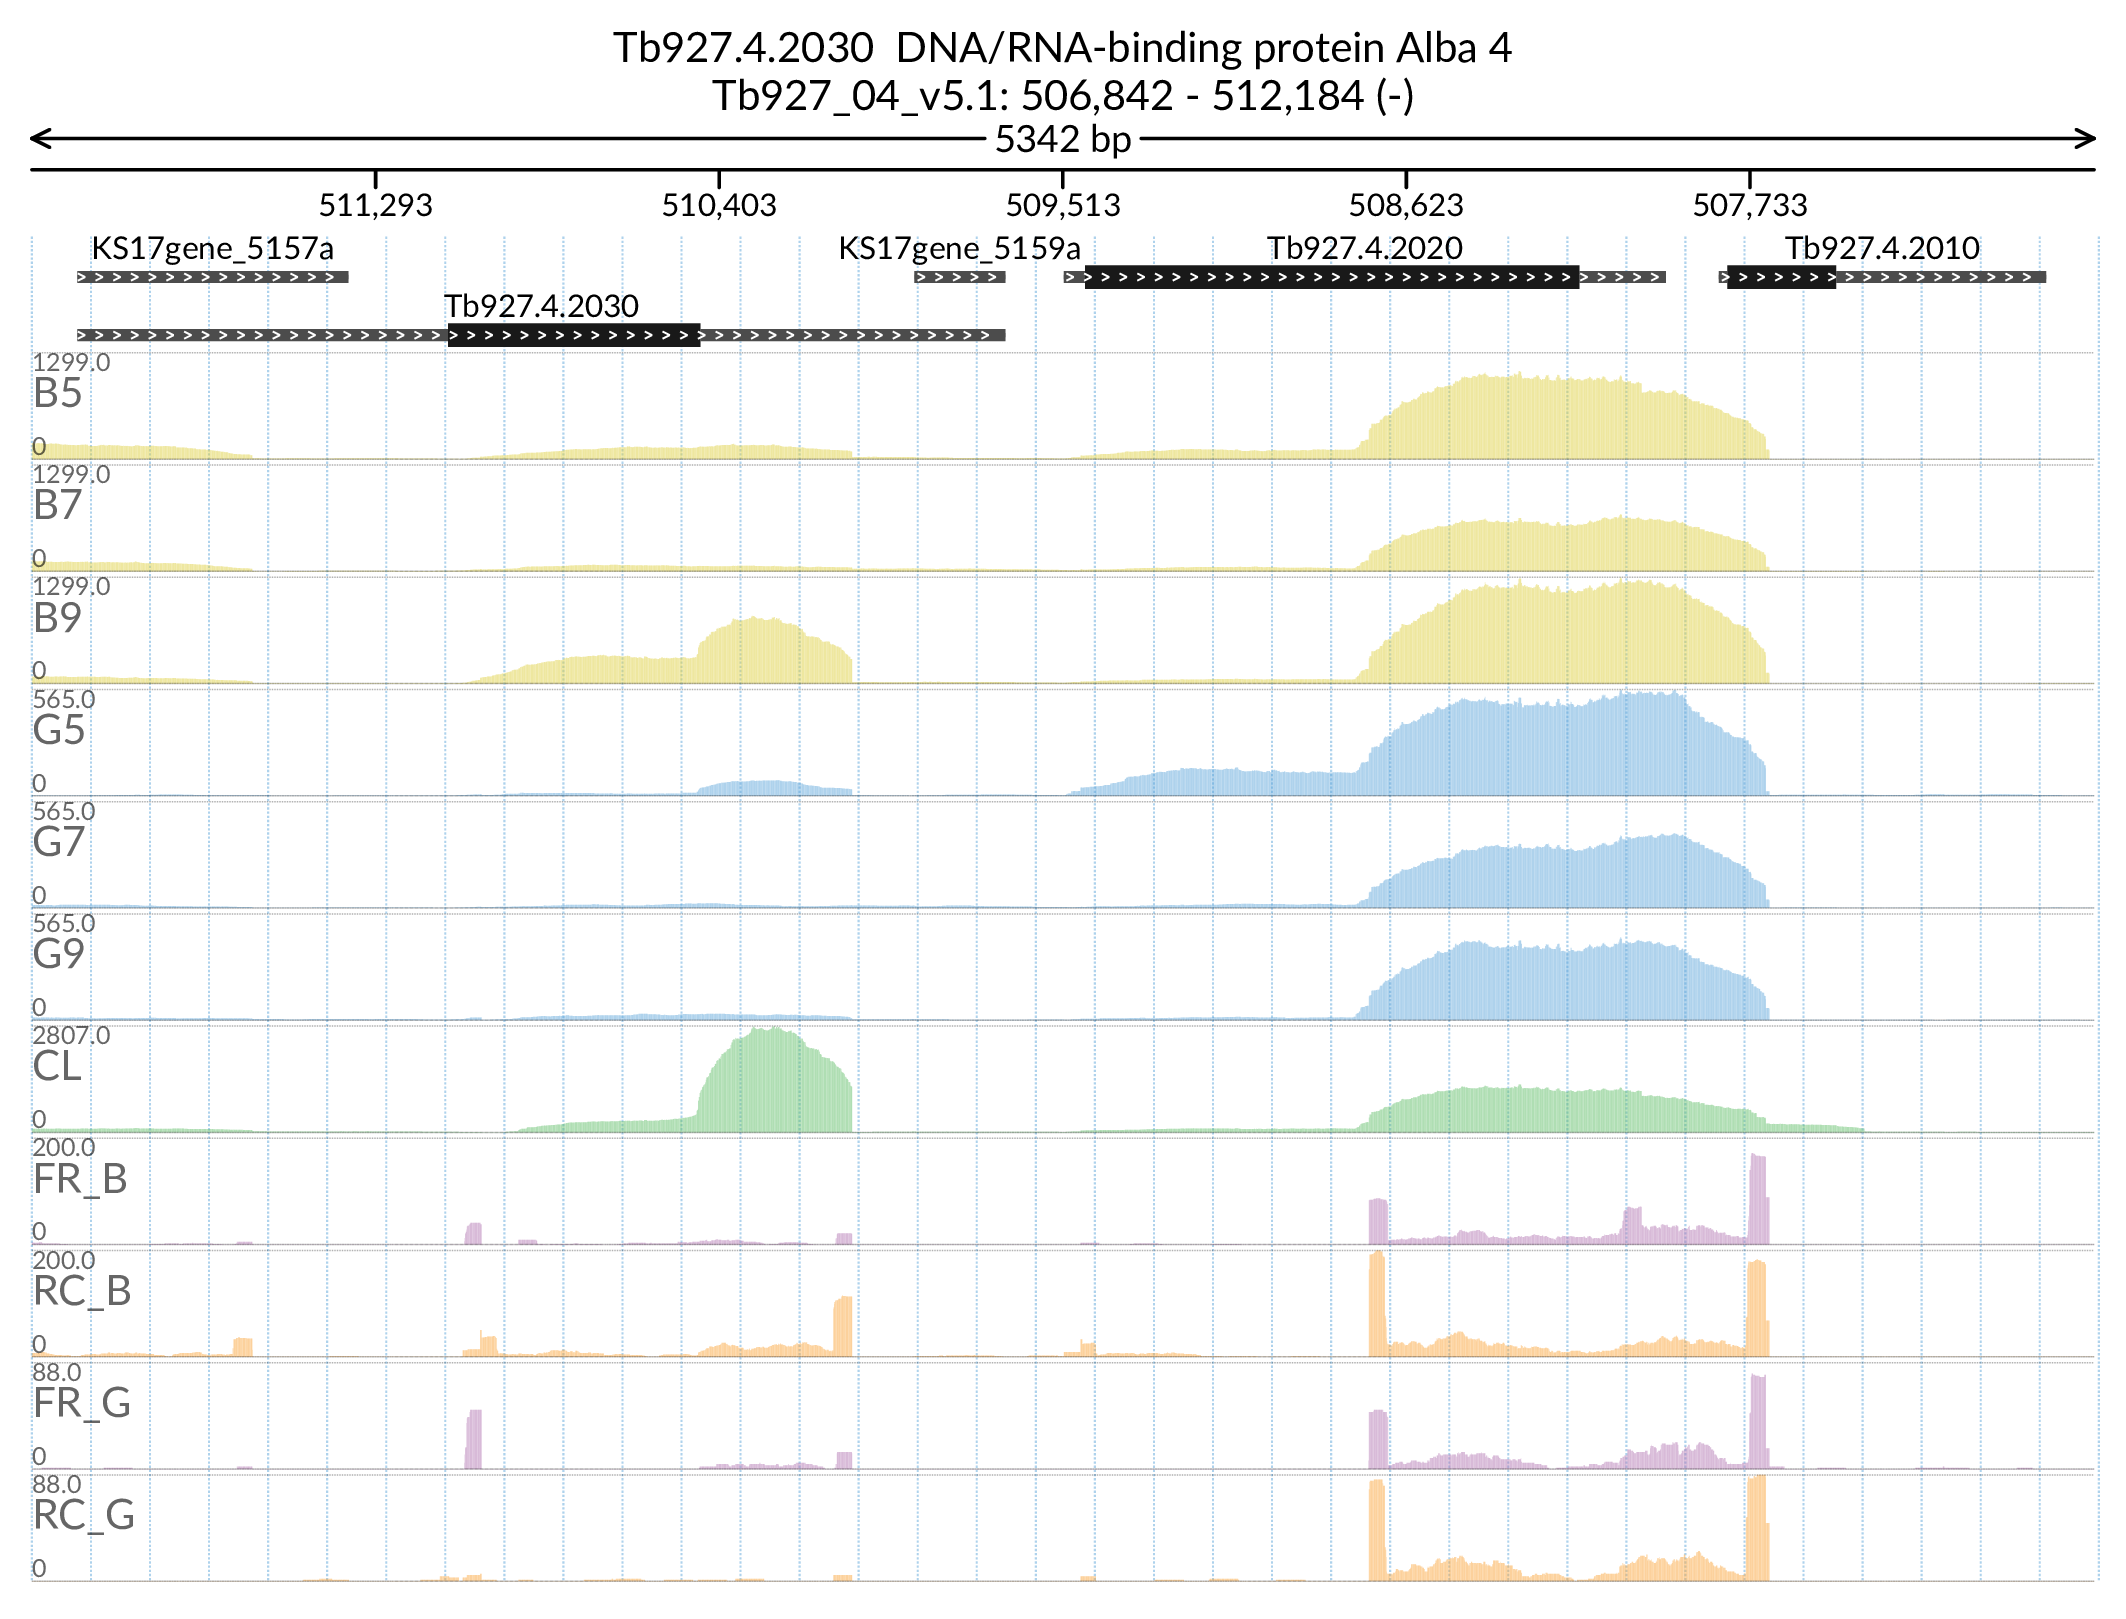 Tb927.4.2030  DNA/RNA-binding protein Alba 4
Tb927_04_v5.1: 506,842 - 512,184 (-)
5342 bp
511,293 510,403 509,513 508,623 507,733
KS17gene_5157a KS17gene_5159a Tb927.4.2020 Tb927.4.2010
Tb927.4.2030
1299.0
B5
0
1299.0
B7
0
1299.0
B9
0
565.0
G5
0
565.0
G7
0
565.0
G9
0
2807.0
CL
0
200.0
FR_B
0
200.0
RC_B
0
88.0
FR_G
0
88.0
RC_G
0